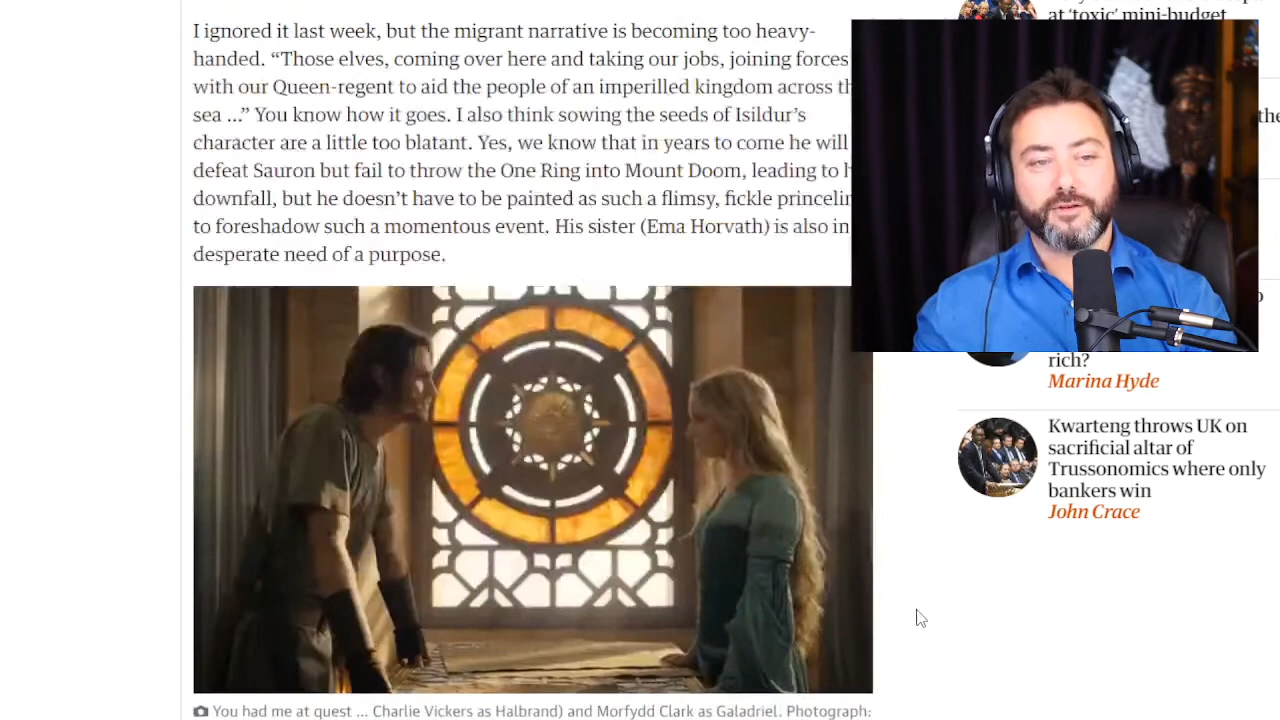 I ignored it last week, but the migrant narrative is becoming too heavy-
handed. “Those elves, coming over here and taking our jobs, joining forces
with our Queen-regent to aid the people of an imperilled kingdom across
sea ...” You know how it goes. I also think sowing the seeds of Isildur’s
character are a little too blatant. Yes, we know that in years to come he will
defeat Sauron but fail to throw the One Ring into Mount Doom, leading to
downfall, but he doesn’t have to be painted as such a flimsy, fickle
to foreshadow such a momentous event. His sister (Ema Horvath) is also in
desperate need of a purpose.
You had me at quest ... Charlie Vickers as Halbrand) and Morfydd Clark as Galadriel. Photograph:
at ‘toxic’ mini-budget
rich?
Marina Hyde
Kwarteng throws UK on
sacrificial altar of
Trussonomics where only
bankers win
John Crace